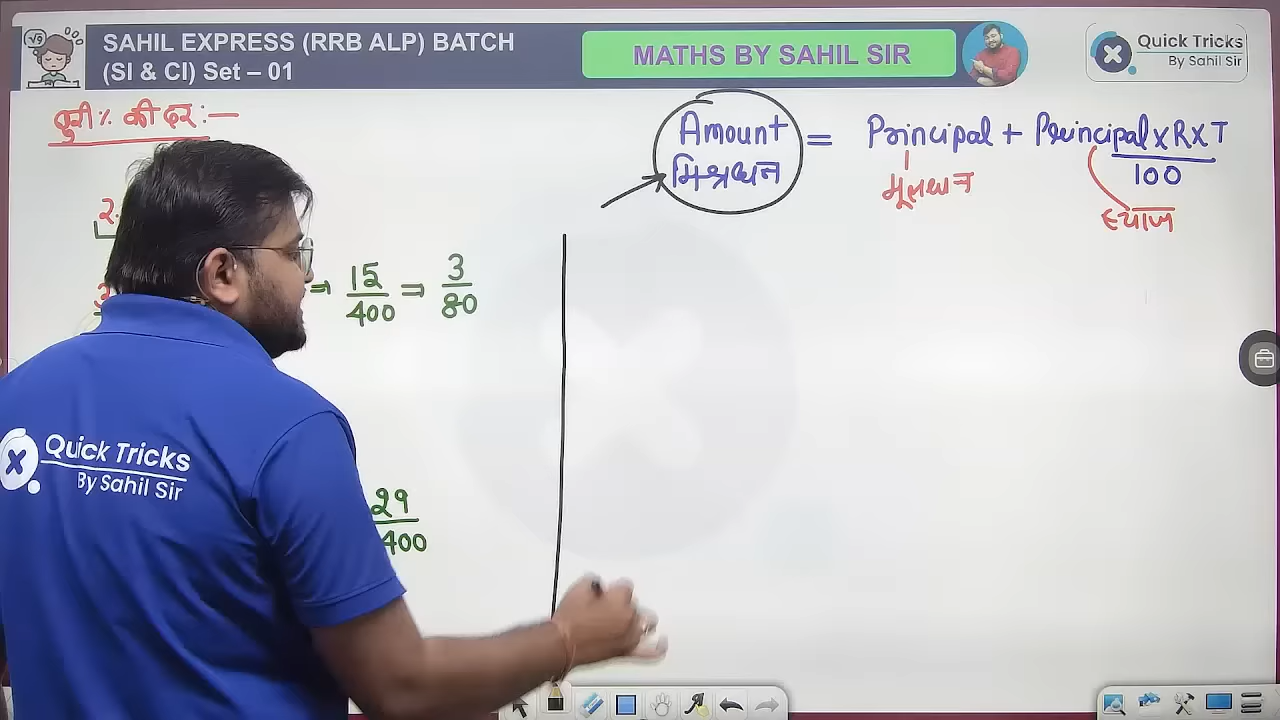 SAHIL EXPRESS (RRB ALP) BATCH
(SI & CI) Set – 01
MATHS BY SAHIL SIR
Quick Tricks
By Sahil Sir
√9
की दर :—
Amount = Principal + Principal x R x T
100
मिश्रधन
मूलधन
ब्याज
⇒ 15/400 ⇒ 3/80
29/400
Quick Tricks
By Sahil Sir